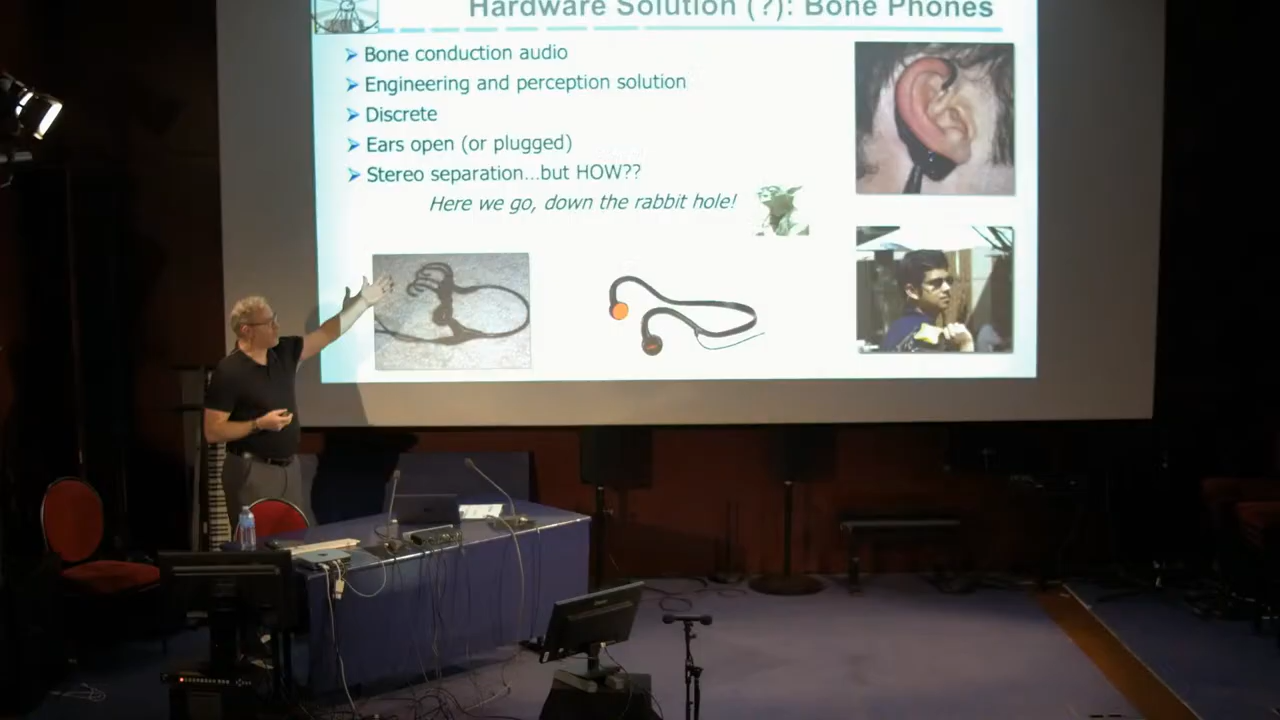 Hardware Solution (?): Bone Phones
Bone conduction audio
Engineering and perception solution
Discrete
Ears open (or plugged)
Stereo separation...but HOW??
Here we go, down the rabbit hole!